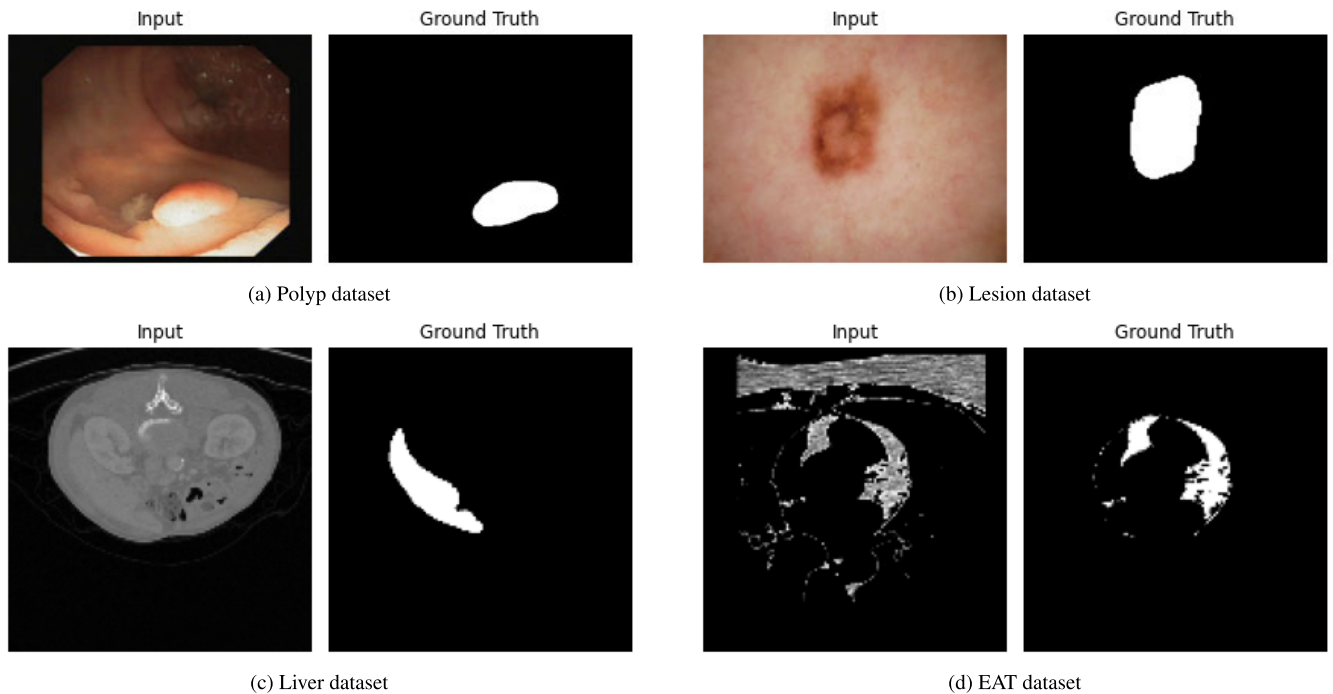 Input Ground Truth Input Ground Truth
(a) Polyp dataset (b) Lesion dataset
Input Ground Truth Input Ground Truth
(c) Liver dataset (d) EAT dataset